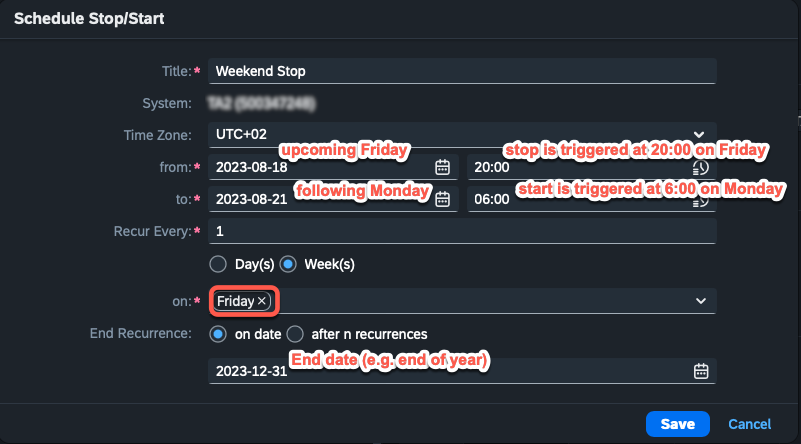 Schedule Stop/Start
Title:* Weekend Stop
System:
Time Zone: UTC+02
upcoming Friday stop is triggered at 20:00 on Friday
from:* 2023-08-18 20:00
following Monday start is triggered at 6:00 on Monday
to:* 2023-08-21 06:00
Recur Every:* 1
Day(s) Week(s)
on:* Friday ×
End Recurrence: on date after n recurrences
End date (e.g. end of year)
2023-12-31
Save Cancel